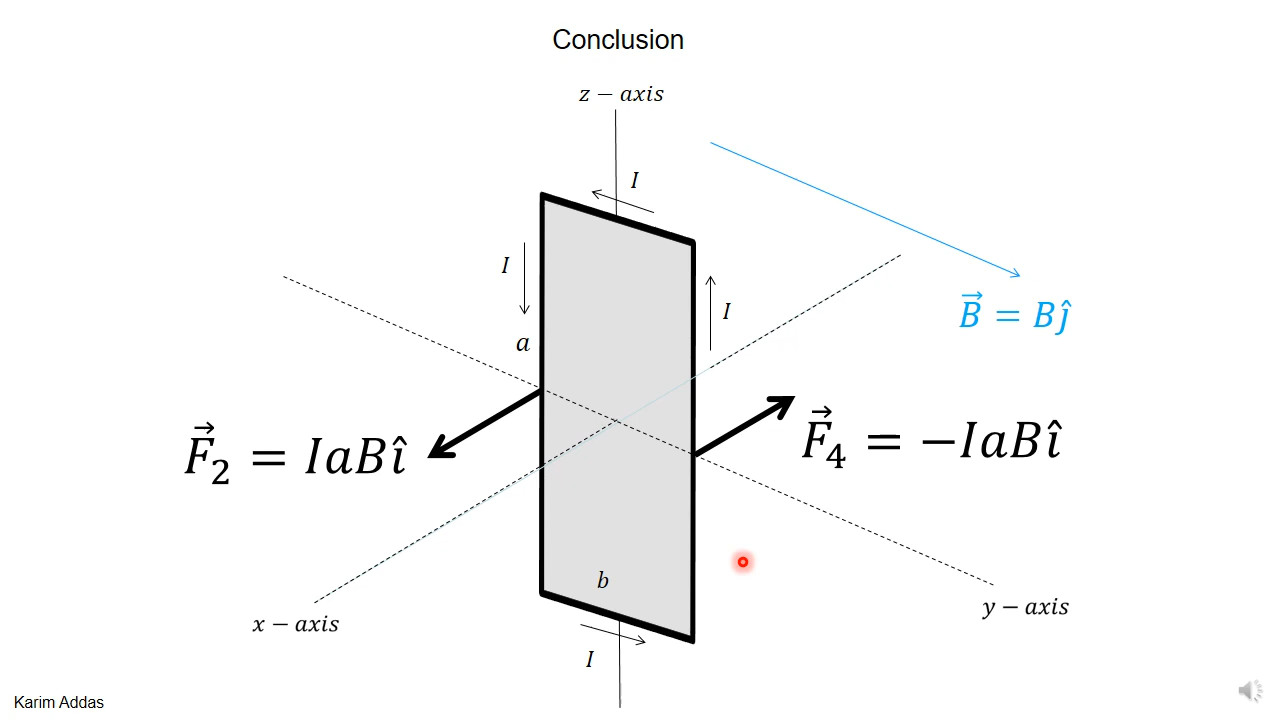 Conclusion
z − axis
I
I
a
I
B⃗ = Bĵ
F⃗₂ = IaBî
F⃗₄ = −IaBî
b
x − axis
y − axis
I
Karim Addas